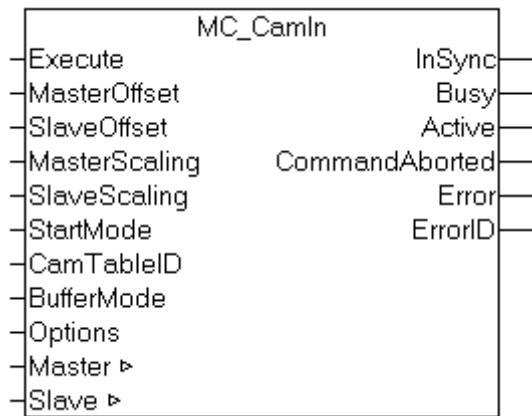 MC_CamIn
Execute InSync
MasterOffset Busy
SlaveOffset Active
MasterScaling CommandAborted
SlaveScaling Error
StartMode ErrorID
CamTableID
BufferMode
Options
Master ▹
Slave ▹